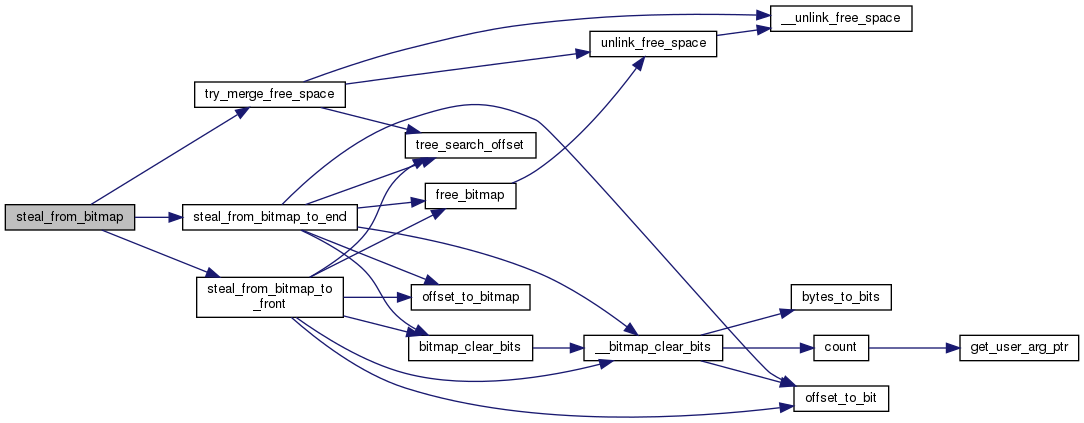 __unlink_free_space
unlink_free_space
try_merge_free_space
tree_search_offset
free_bitmap
steal_from_bitmap
steal_from_bitmap_to_end
steal_from_bitmap_to
_front
offset_to_bitmap
bytes_to_bits
bitmap_clear_bits
__bitmap_clear_bits
count
get_user_arg_ptr
offset_to_bit